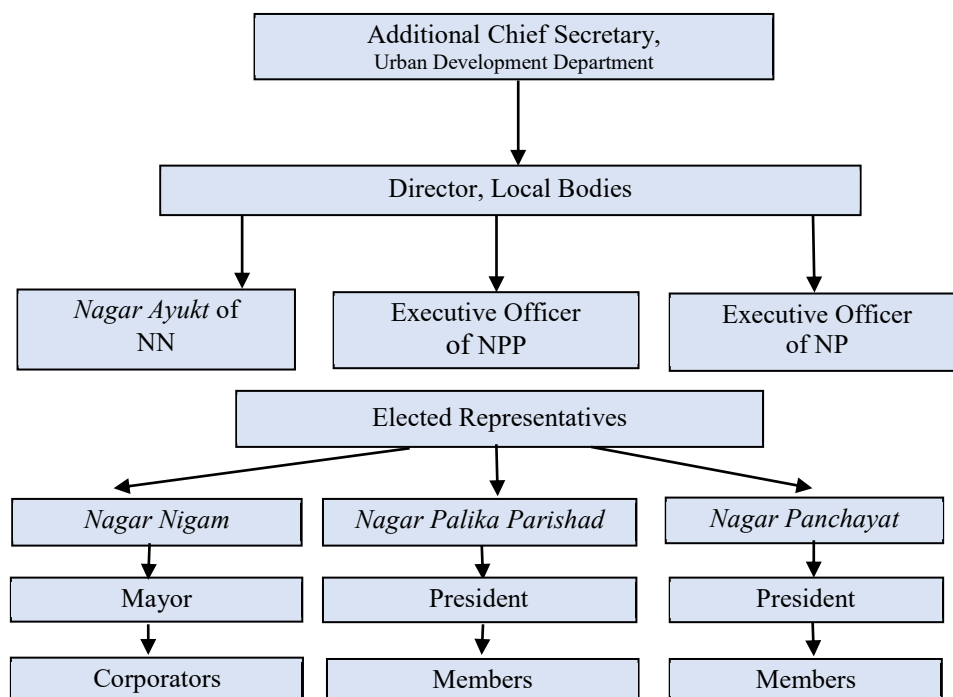 Additional Chief Secretary,
Urban Development Department
Director, Local Bodies
Nagar Ayukt of
NN
Executive Officer
of NPP
Executive Officer
of NP
Elected Representatives
Nagar Nigam
Nagar Palika Parishad
Nagar Panchayat
Mayor
President
President
Corporators
Members
Members